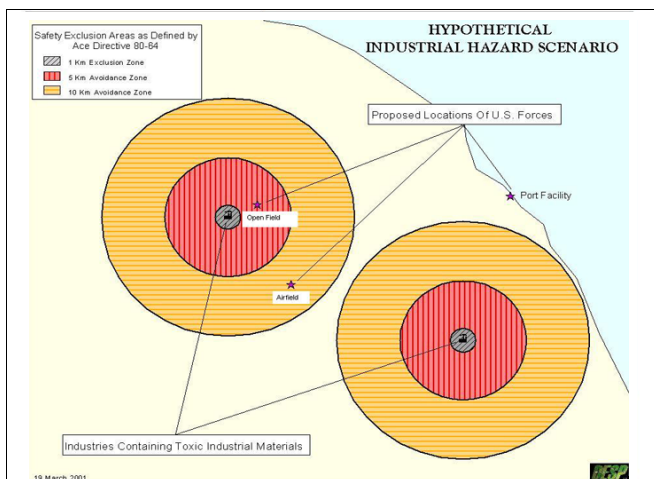 HYPOTHETICAL
INDUSTRIAL HAZARD SCENARIO
Safety Exclusion Areas as Defined by
Ace Directive 80-64
1 Km Exclusion Zone
5 Km Avoidance Zone
10 Km Avoidance Zone
Proposed Locations Of U.S. Forces
Port Facility
Open Field
Airfield
Industries Containing Toxic Industrial Materials
19 March 2001